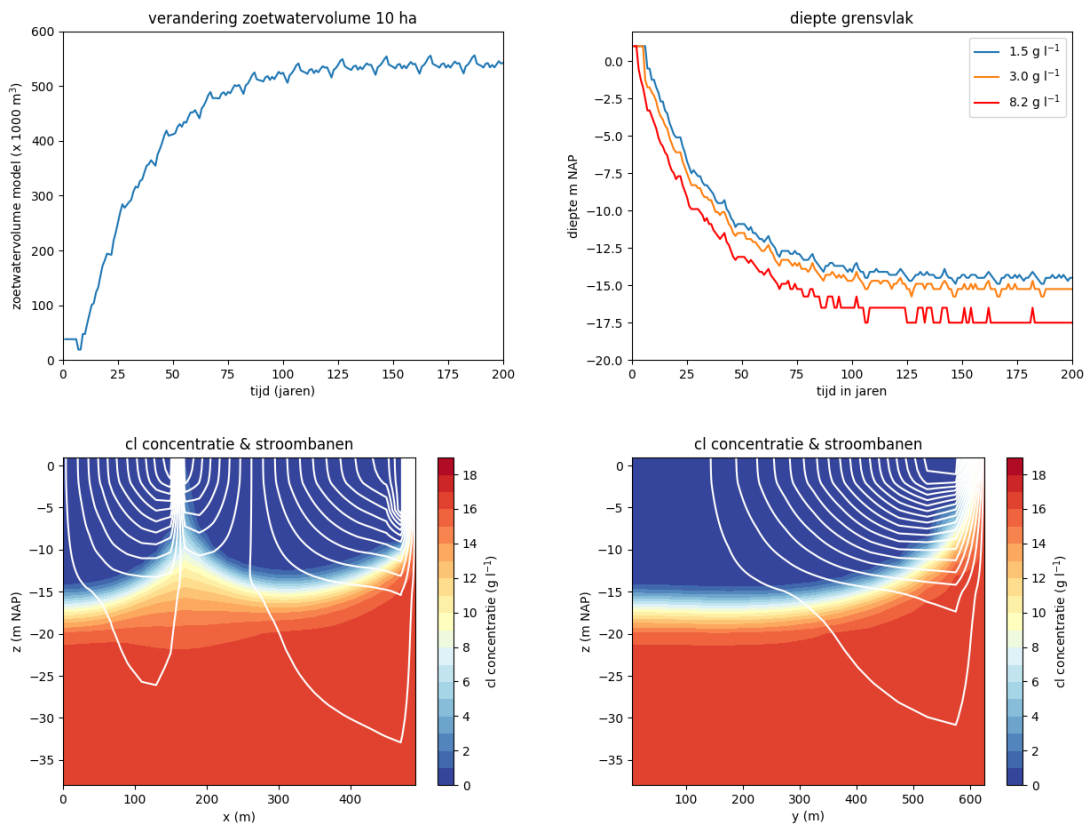 verandering zoetwatervolume 10 ha
600
500
400
300
200
100
0
zoetwatervolume model (x 1000 m³)
0 25 50 75 100 125 150 175 200
tijd (jaren)
diepte grensvlak
1.5 g l⁻¹
3.0 g l⁻¹
8.2 g l⁻¹
0.0
−2.5
−5.0
−7.5
−10.0
−12.5
−15.0
−17.5
−20.0
diepte m NAP
0 25 50 75 100 125 150 175 200
tijd in jaren
cl concentratie & stroombanen
0
−5
−10
−15
−20
−25
−30
−35
z (m NAP)
0 200 400
100 300
x (m)
18
16
14
12
10
8
6
4
2
0
cl concentratie (g l⁻¹)
cl concentratie & stroombanen
0
−5
−10
−15
−20
−25
−30
−35
z (m NAP)
100 200 300 400 500 600
y (m)
18
16
14
12
10
8
6
4
2
0
cl concentratie (g l⁻¹)